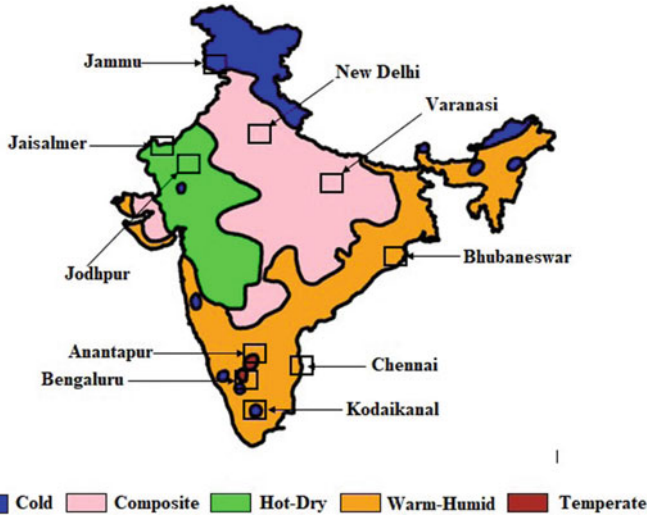 Jammu
New Delhi
Varanasi
Jaisalmer
Jodhpur
Bhubaneswar
Anantapur
Chennai
Bengaluru
Kodaikanal
Cold Composite Hot-Dry Warm-Humid Temperate